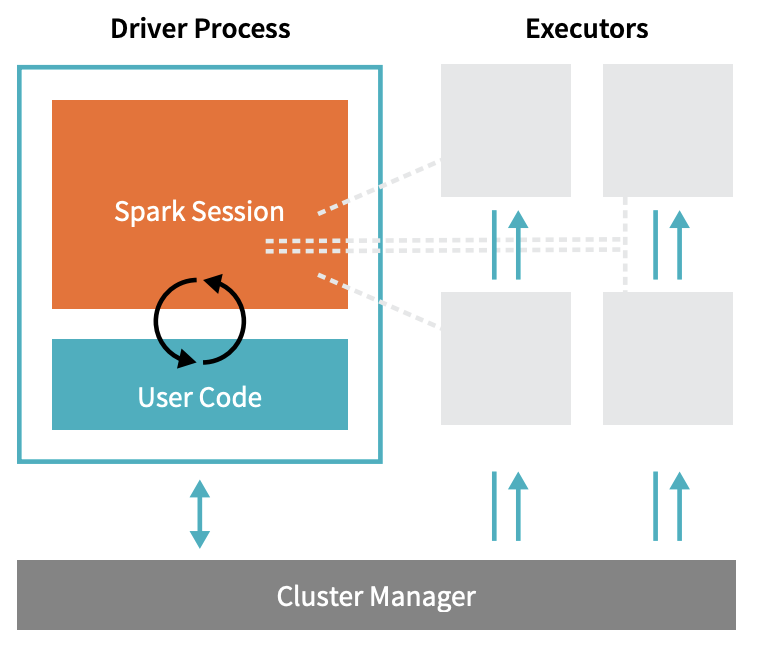 Driver Process
Executors
Spark Session
User Code
Cluster Manager